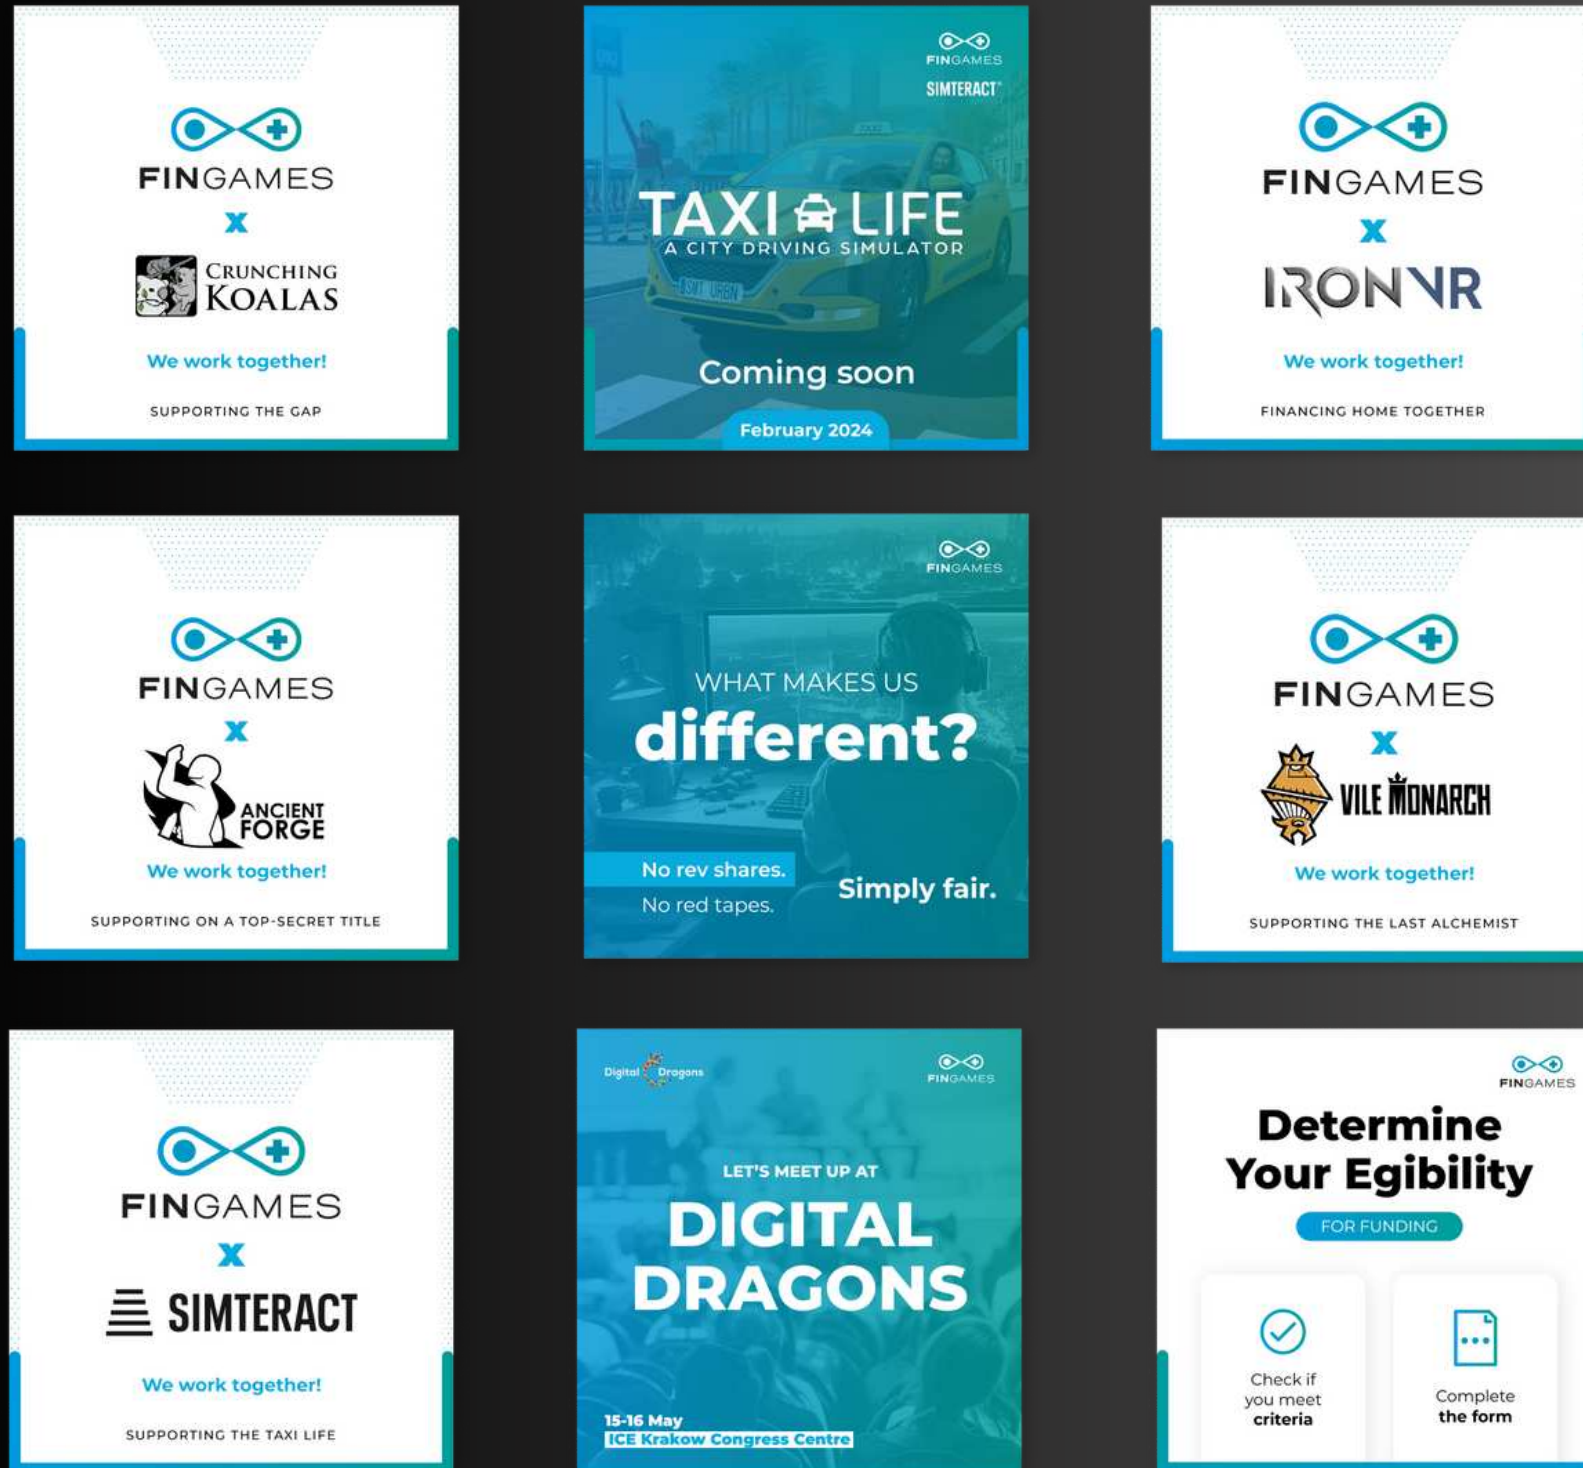 FINGAMES
X
CRUNCHING
KOALAS
We work together!
SUPPORTING THE GAP
FINGAMES
SIMTERACT
TAXI LIFE
A CITY DRIVING SIMULATOR
Coming soon
February 2024
FINGAMES
X
IRONVR
We work together!
FINANCING HOME TOGETHER
FINGAMES
X
ANCIENT
FORGE
We work together!
SUPPORTING ON A TOP-SECRET TITLE
FINGAMES
WHAT MAKES US
different?
No rev shares.
No red tapes.
Simply fair.
FINGAMES
X
VILE MONARCH
We work together!
SUPPORTING THE LAST ALCHEMIST
FINGAMES
X
SIMTERACT
We work together!
SUPPORTING THE TAXI LIFE
Digital Dragons
FINGAMES
LET'S MEET UP AT
DIGITAL
DRAGONS
15-16 May
ICE Krakow Congress Centre
FINGAMES
Determine
Your Egibility
FOR FUNDING
Check if
you meet
criteria
Complete
the form